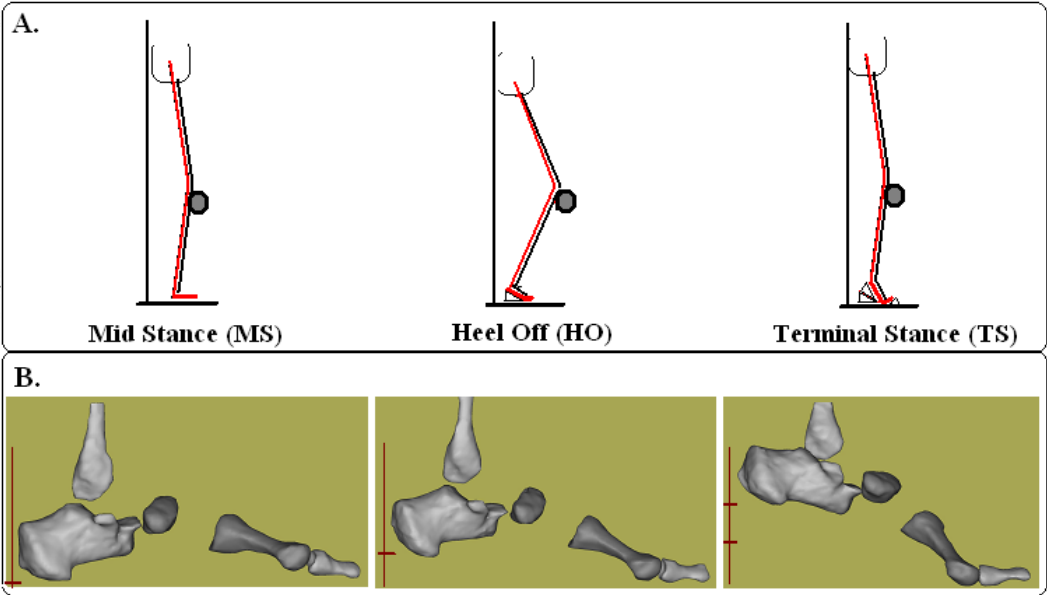 A.
Mid Stance (MS)
Heel Off (HO)
Terminal Stance (TS)
B.